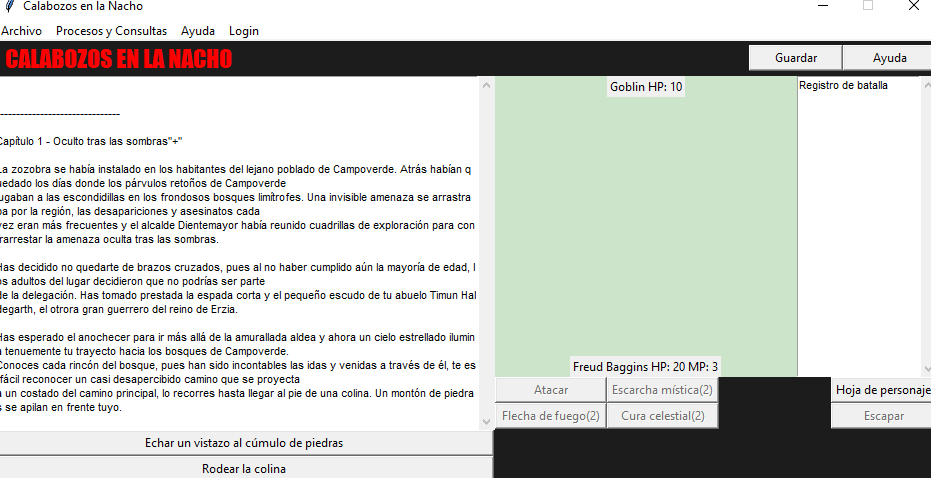 Calabozos en la Nacho
Archivo Procesos y Consultas Ayuda Login
CALABOZOS EN LA NACHO
Guardar Ayuda
------------------------------
Capítulo 1 - Oculto tras las sombras"+"
La zozobra se había instalado en los habitantes del lejano poblado de Campoverde. Atrás habían q
uedado los días donde los párvulos retoños de Campoverde
jugaban a las escondidillas en los frondosos bosques limítrofes. Una invisible amenaza se arrastra
ba por la región, las desapariciones y asesinatos cada
vez eran más frecuentes y el alcalde Dientemayor había reunido cuadrillas de exploración para con
trarrestar la amenaza oculta tras las sombras.
Has decidido no quedarte de brazos cruzados, pues al no haber cumplido aún la mayoría de edad, l
os adultos del lugar decidieron que no podrías ser parte
de la delegación. Has tomado prestada la espada corta y el pequeño escudo de tu abuelo Timun Hal
degarth, el otrora gran guerrero del reino de Erzia.
Has esperado el anochecer para ir más allá de la amurallada aldea y ahora un cielo estrellado ilumin
a tenuemente tu trayecto hacia los bosques de Campoverde.
Conoces cada rincón del bosque, pues han sido incontables las idas y venidas a través de él, te es
fácil reconocer un casi desapercibido camino que se proyecta
a un costado del camino principal, lo recorres hasta llegar al pie de una colina. Un montón de piedra
s se apilan en frente tuyo.
Echar un vistazo al cúmulo de piedras
Rodear la colina
Goblin HP: 10
Freud Baggins HP: 20 MP: 3
Atacar Escarcha mística(2)
Flecha de fuego(2) Cura celestial(2)
Registro de batalla
Hoja de personaje
Escapar